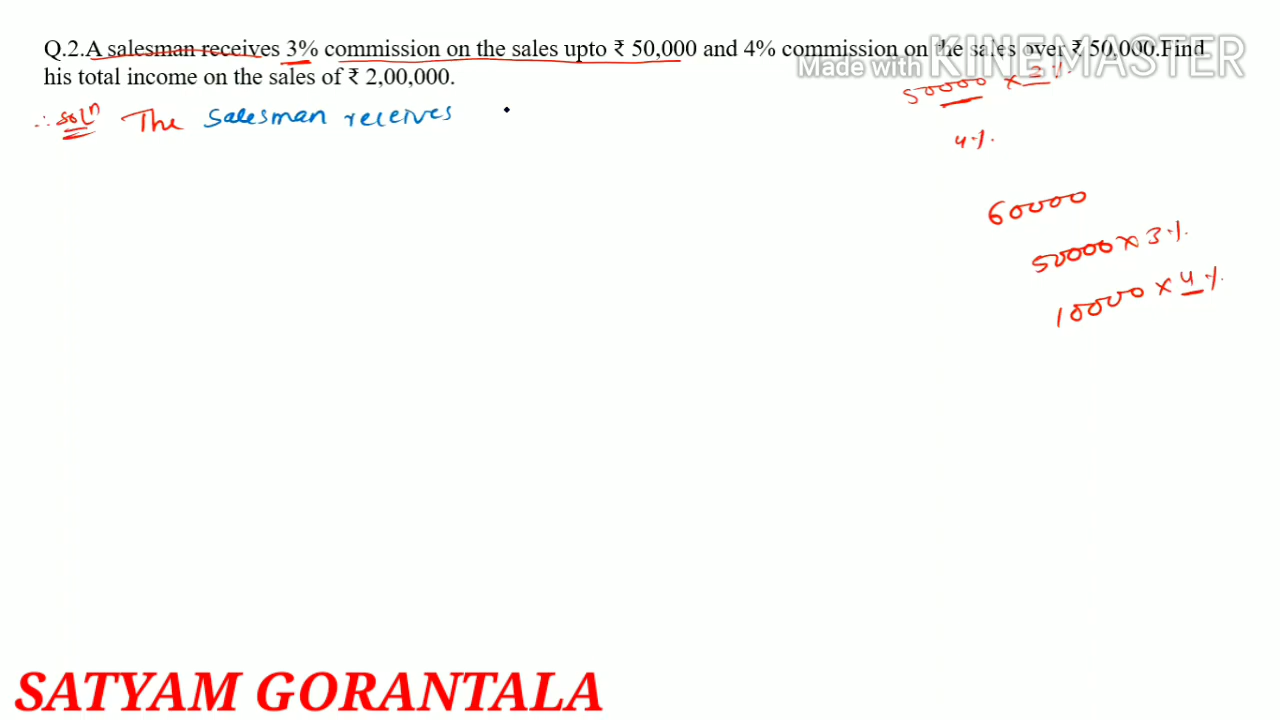 Q.2.A salesman receives 3% commission on the sales upto ₹ 50,000 and 4% commission on the sales over ₹ 50,000.Find
his total income on the sales of ₹ 2,00,000.
Made with KINEMASTER
50000 × 3%
∴ solⁿ The salesman receives
4%
60000
50000 × 3%
10000 × 4%
SATYAM GORANTALA